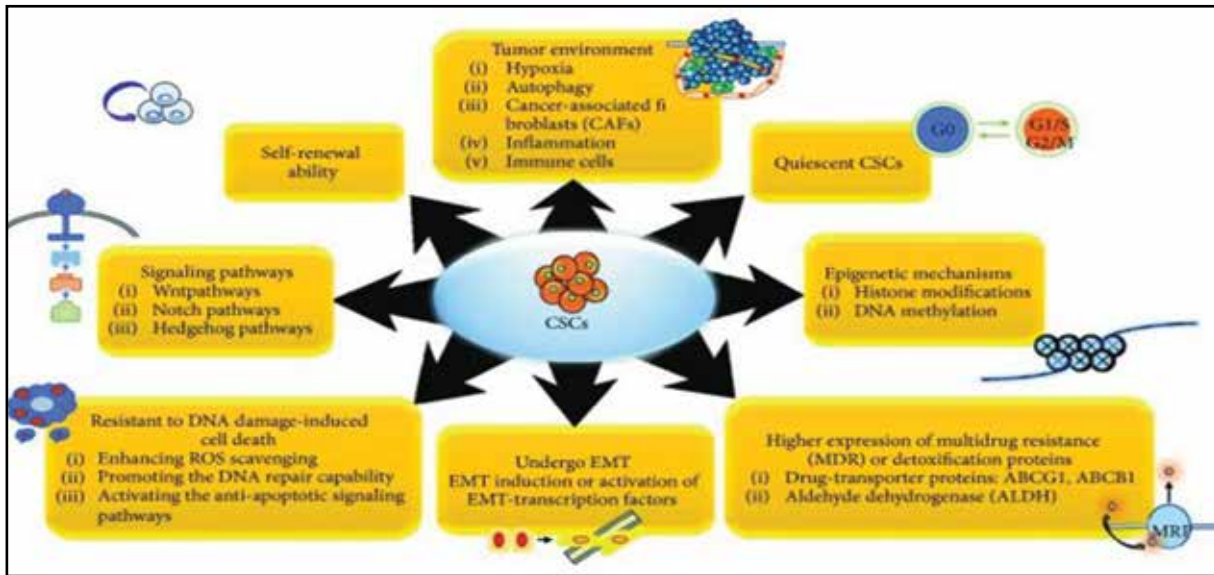 Tumor environment
(i) Hypoxia
(ii) Autophagy
(iii) Cancer-associated fi
broblasts (CAFs)
(iv) Inflammation
(v) Immune cells
Self-renewal
ability
Quiescent CSCs
G0
G1/S
G2/M
Signaling pathways
(i) Wntpathways
(ii) Notch pathways
(iii) Hedgehog pathways
CSCs
Epigenetic mechanisms
(i) Histone modifications
(ii) DNA methylation
Resistant to DNA damage-induced
cell death
(i) Enhancing ROS scavenging
(ii) Promoting the DNA repair capability
(iii) Activating the anti-apoptotic signaling
pathways
Undergo EMT
EMT induction or activation of
EMT-transcription factors
Higher expression of multidrug resistance
(MDR) or detoxification proteins
(i) Drug-transporter proteins: ABCG1, ABCB1
(ii) Aldehyde dehydrogenase (ALDH)